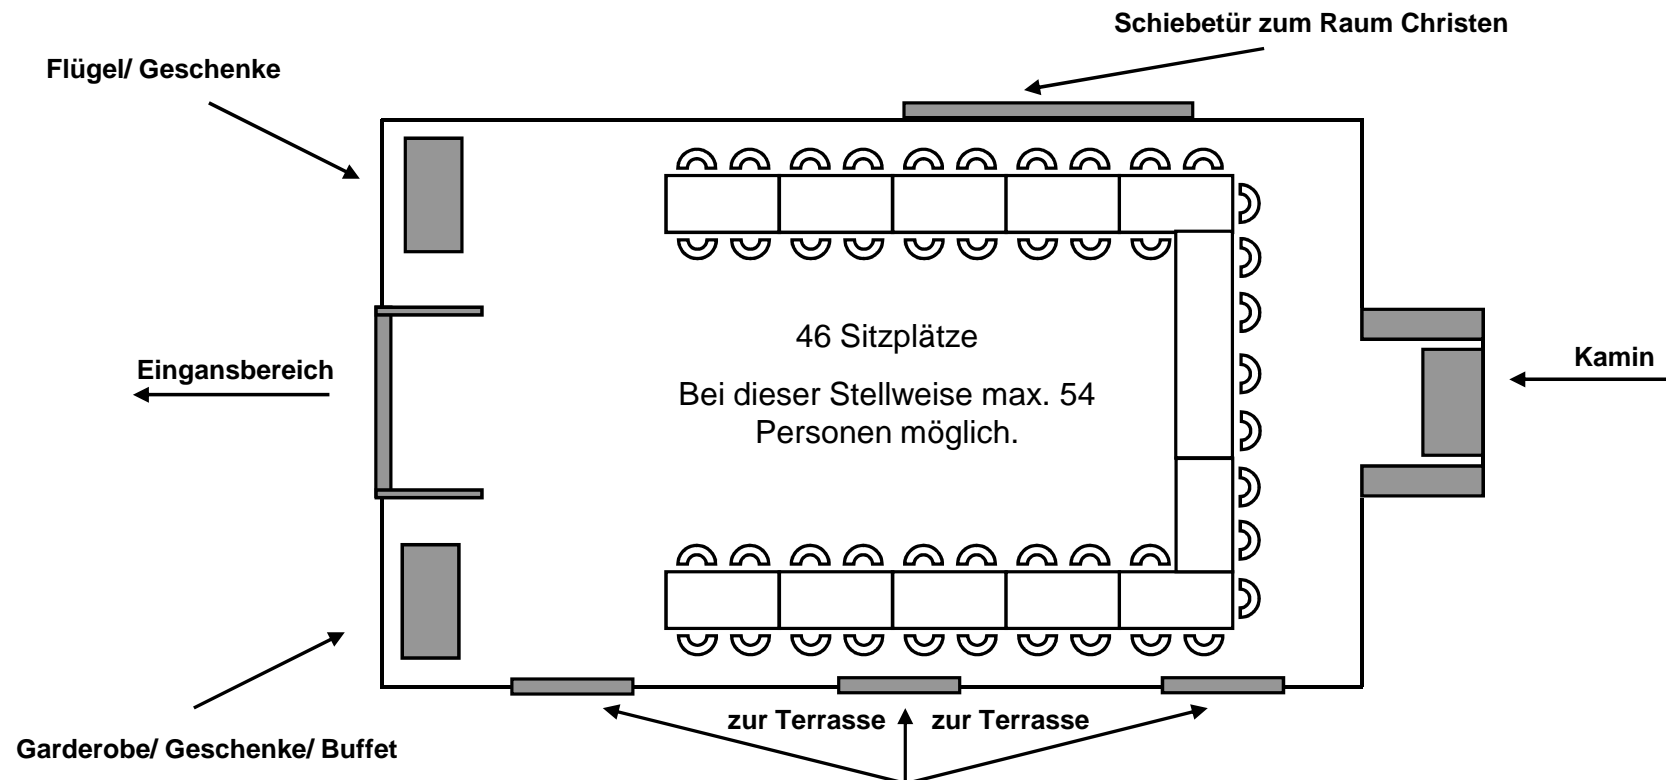 Schiebetür zum Raum Christen
Flügel/ Geschenke
46 Sitzplätze
Eingansbereich
Kamin
Bei dieser Stellweise max. 54
Personen möglich.
zur Terrasse
zur Terrasse
Garderobe/ Geschenke/ Buffet